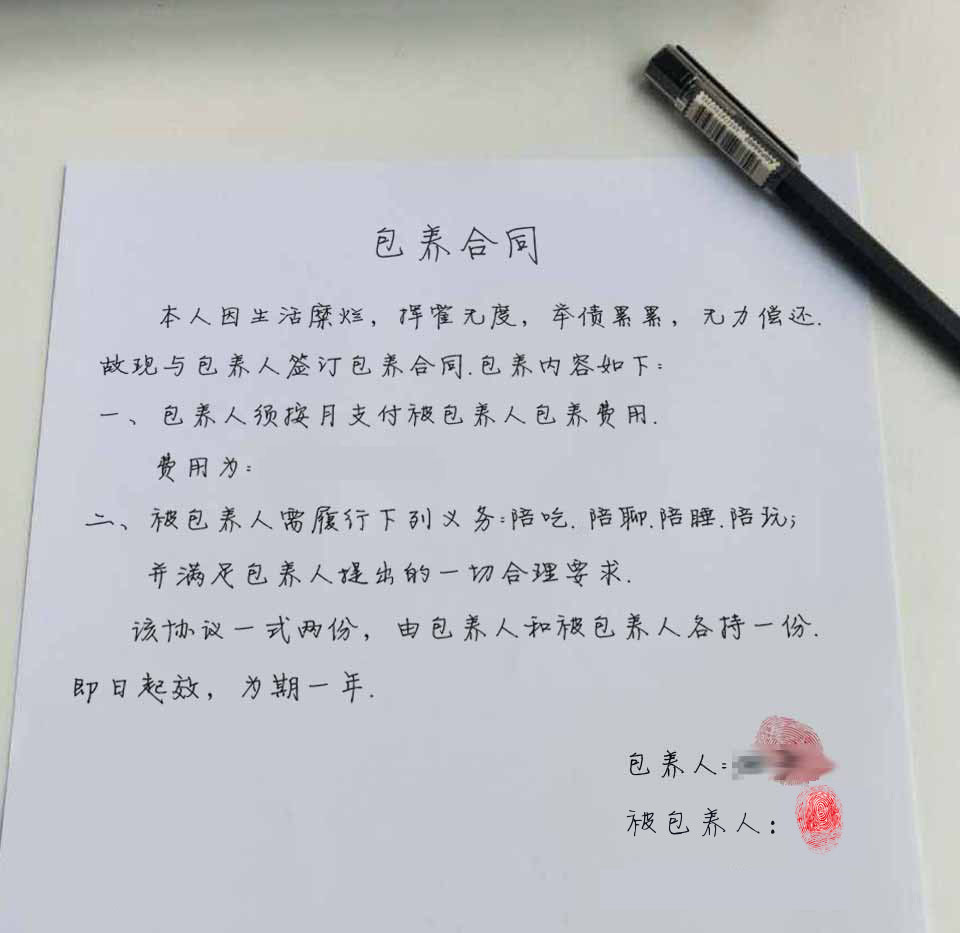 包养合同
本人因生活糜烂，挥霍无度，举债累累，无力偿还.
故现与包养人签订包养合同.包养内容如下：
一、包养人须按月支付被包养人包养费用.
费用为：
二、被包养人需履行下列义务：陪吃.陪聊.陪睡.陪玩；
并满足包养人提出的一切合理要求.
该协议一式两份，由包养人和被包养人各持一份.
即日起效，为期一年.
包养人：
被包养人：